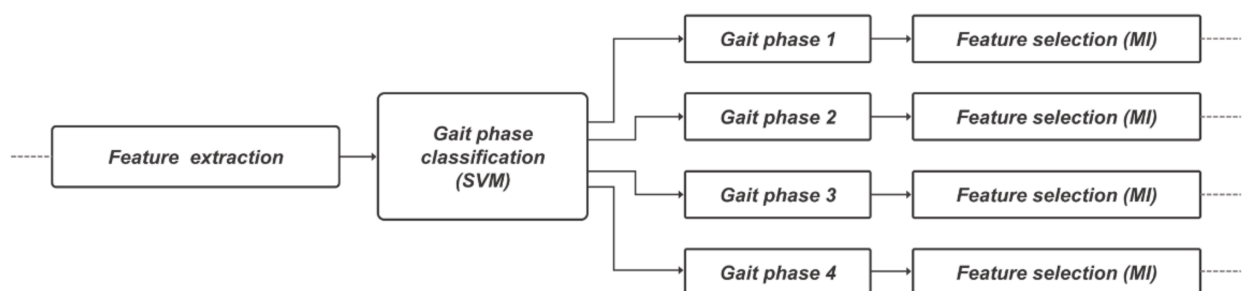 Feature extraction
Gait phase
classification
(SVM)
Gait phase 1
Feature selection (MI)
Gait phase 2
Feature selection (MI)
Gait phase 3
Feature selection (MI)
Gait phase 4
Feature selection (MI)